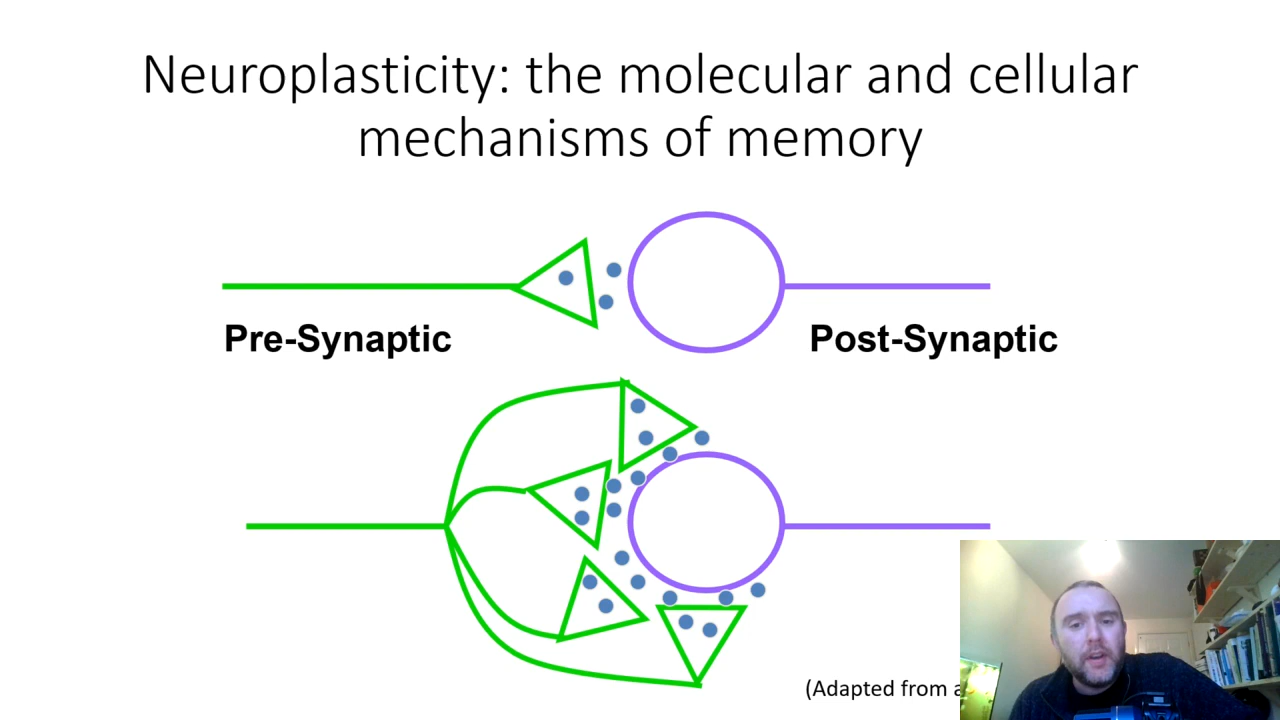 Neuroplasticity: the molecular and cellular
mechanisms of memory
Pre-Synaptic
Post-Synaptic
(Adapted from